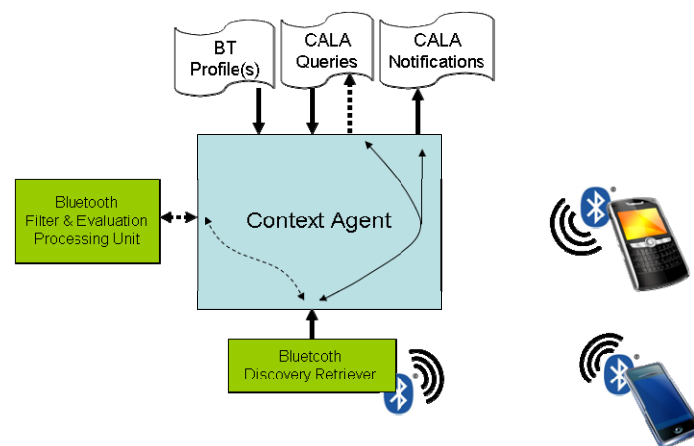 BT
Profile(s)
CALA
Queries
CALA
Notifications
Bluetooth
Filter & Evaluation
Processing Unit
Context Agent
Bluetooth
Discovery Retriever